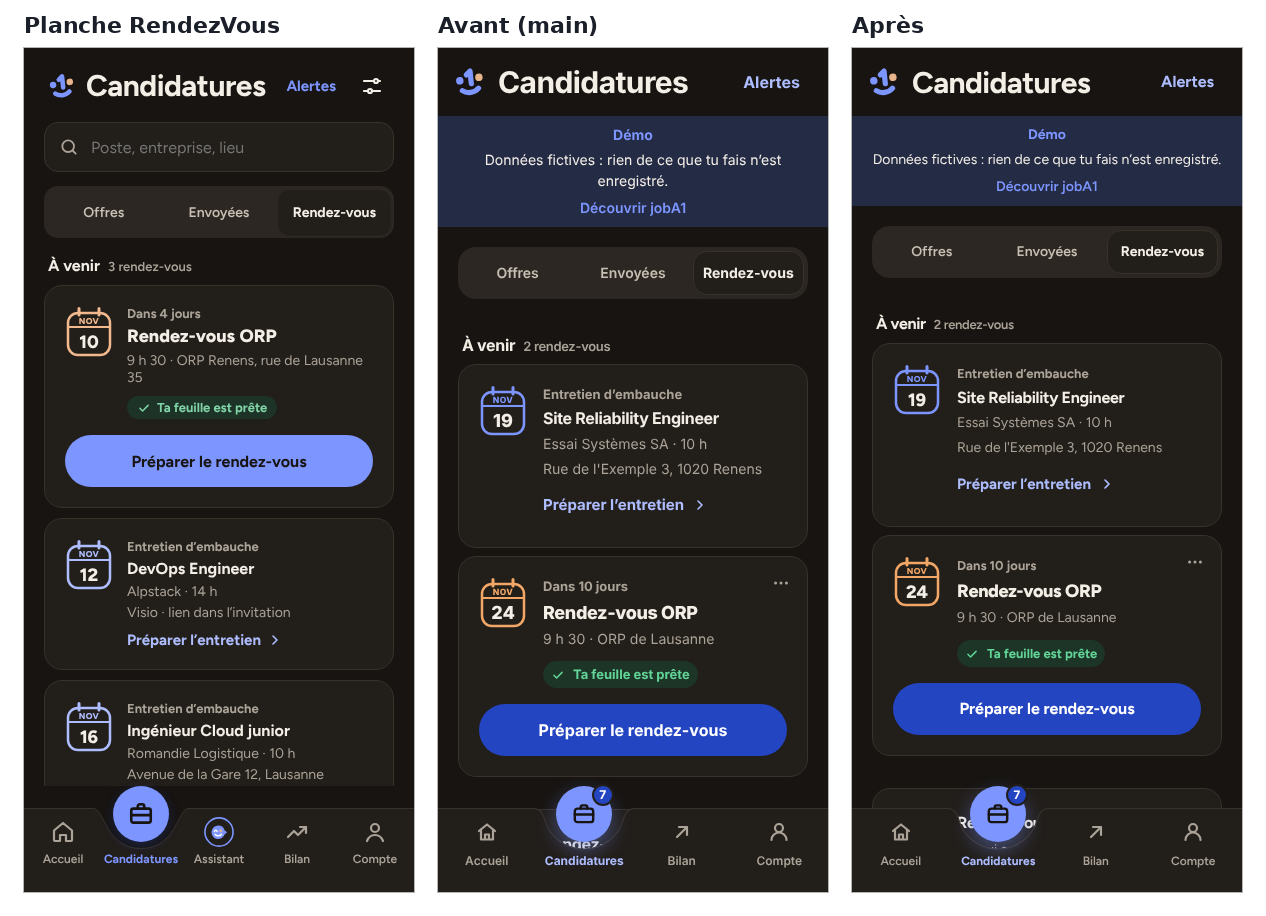 Planche RendezVous
Candidatures
Alertes
Poste, entreprise, lieu
Offres
Envoyées
Rendez-vous
À venir 3 rendez-vous
NOV
10
Dans 4 jours
Rendez-vous ORP
9 h 30 · ORP Renens, rue de Lausanne
35
Ta feuille est prête
Préparer le rendez-vous
NOV
12
Entretien d’embauche
DevOps Engineer
Alpstack · 14 h
Visio · lien dans l’invitation
Préparer l’entretien
NOV
16
Entretien d’embauche
Ingénieur Cloud junior
Romandie Logistique · 10 h
Avenue de la Gare 12, Lausanne
Accueil
Candidatures
Assistant
Bilan
Compte
Avant (main)
Candidatures
Alertes
Démo
Données fictives : rien de ce que tu fais n’est
enregistré.
Découvrir jobA1
Offres
Envoyées
Rendez-vous
À venir 2 rendez-vous
NOV
19
Entretien d’embauche
Site Reliability Engineer
Essai Systèmes SA · 10 h
Rue de l'Exemple 3, 1020 Renens
Préparer l’entretien
NOV
24
Dans 10 jours
Rendez-vous ORP
9 h 30 · ORP de Lausanne
Ta feuille est prête
Préparer le rendez-vous
7
Accueil
Candidatures
Bilan
Compte
Après
Candidatures
Alertes
Démo
Données fictives : rien de ce que tu fais n’est enregistré.
Découvrir jobA1
Offres
Envoyées
Rendez-vous
À venir 2 rendez-vous
NOV
19
Entretien d’embauche
Site Reliability Engineer
Essai Systèmes SA · 10 h
Rue de l'Exemple 3, 1020 Renens
Préparer l’entretien
NOV
24
Dans 10 jours
Rendez-vous ORP
9 h 30 · ORP de Lausanne
Ta feuille est prête
Préparer le rendez-vous
7
Accueil
Candidatures
Bilan
Compte